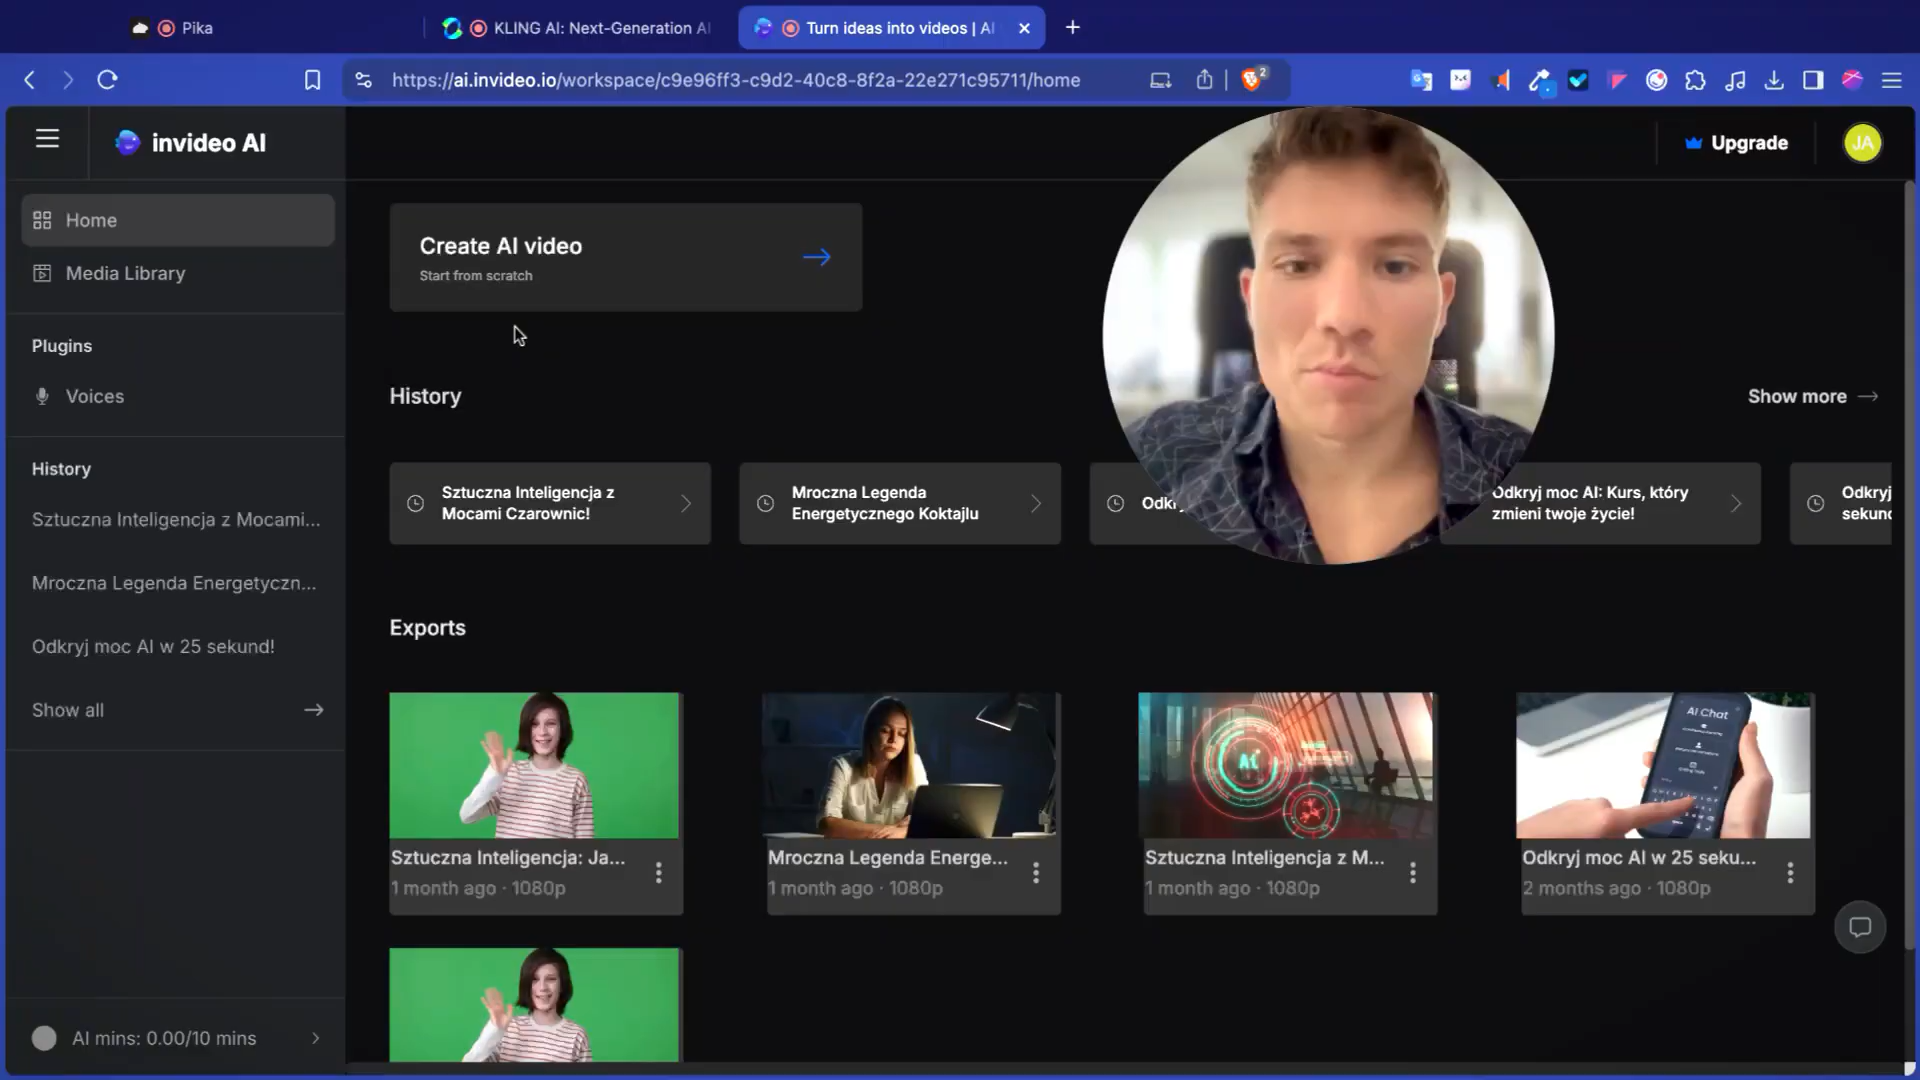 Pika
KLING AI: Next-Generation AI
Turn ideas into videos | AI
https://ai.invideo.io/workspace/c9e96ff3-c9d2-40c8-8f2a-22e271c95711/home
2
invideo AI
Upgrade
JA
Home
Media Library
Plugins
Voices
History
Sztuczna Inteligencja z Mocami...
Mroczna Legenda Energetyczn...
Odkryj moc AI w 25 sekund!
Show all
AI mins: 0.00/10 mins
Create AI video
Start from scratch
History
Show more
Sztuczna Inteligencja z
Mocami Czarownic!
Mroczna Legenda
Energetycznego Koktajlu
Odkryj moc AI: Kurs, który
zmieni twoje życie!
Odkryj
Exports
AI Chat
AI
Sztuczna Inteligencja: Ja...
1 month ago · 1080p
Mroczna Legenda Energe...
1 month ago · 1080p
Sztuczna Inteligencja z M...
1 month ago · 1080p
Odkryj moc AI w 25 seku...
2 months ago · 1080p